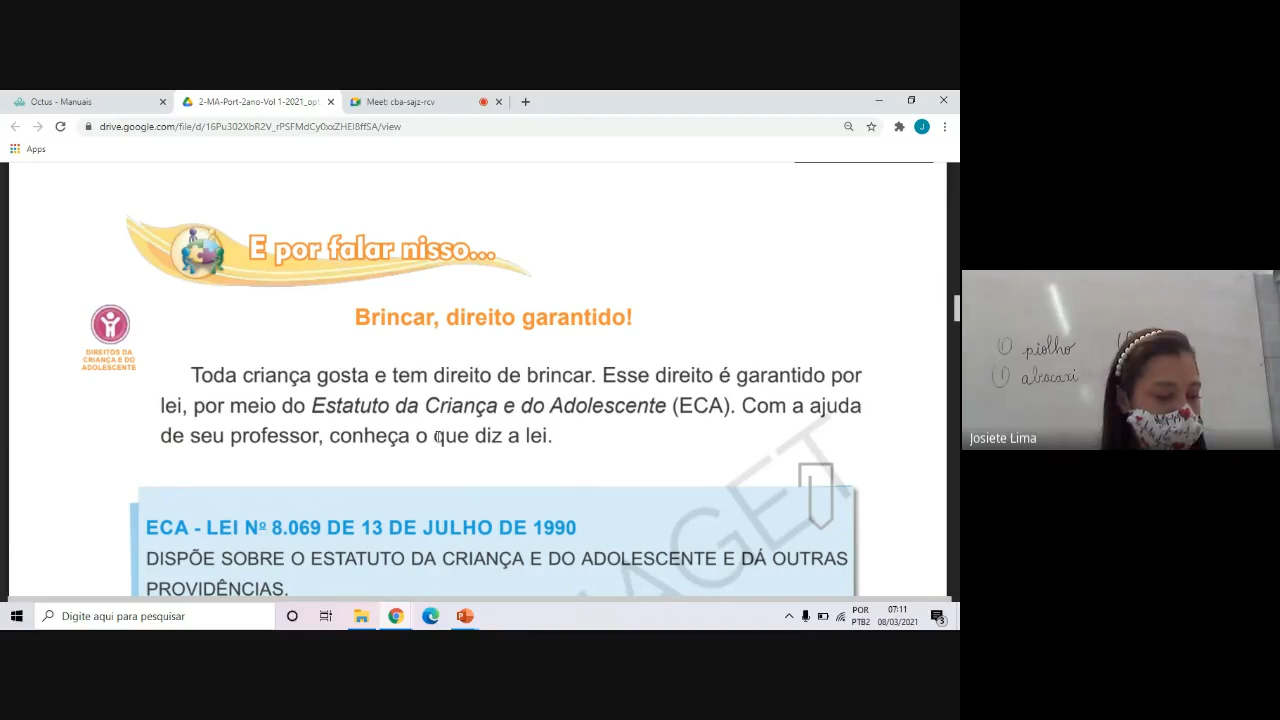 Octus - Manuais
2-MA-Port-2ano-Vol 1-2021_opt
Meet: cba-sajz-rcv
drive.google.com/file/d/16Pu302XbR2V_rPSFMdCy0xxZHEI8ffSA/view
J
Apps
E por falar nisso...
Brincar, direito garantido!
DIREITOS DA
CRIANÇA E DO
ADOLESCENTE
Toda criança gosta e tem direito de brincar. Esse direito é garantido por
lei, por meio do Estatuto da Criança e do Adolescente (ECA). Com a ajuda
de seu professor, conheça o que diz a lei.
ECA - LEI Nº 8.069 DE 13 DE JULHO DE 1990
DISPÕE SOBRE O ESTATUTO DA CRIANÇA E DO ADOLESCENTE E DÁ OUTRAS
PROVIDÊNCIAS.
Digite aqui para pesquisar
POR
PTB2
07:11
08/03/2021
3
( ) piolho
( ) abacaxi
Josiete Lima